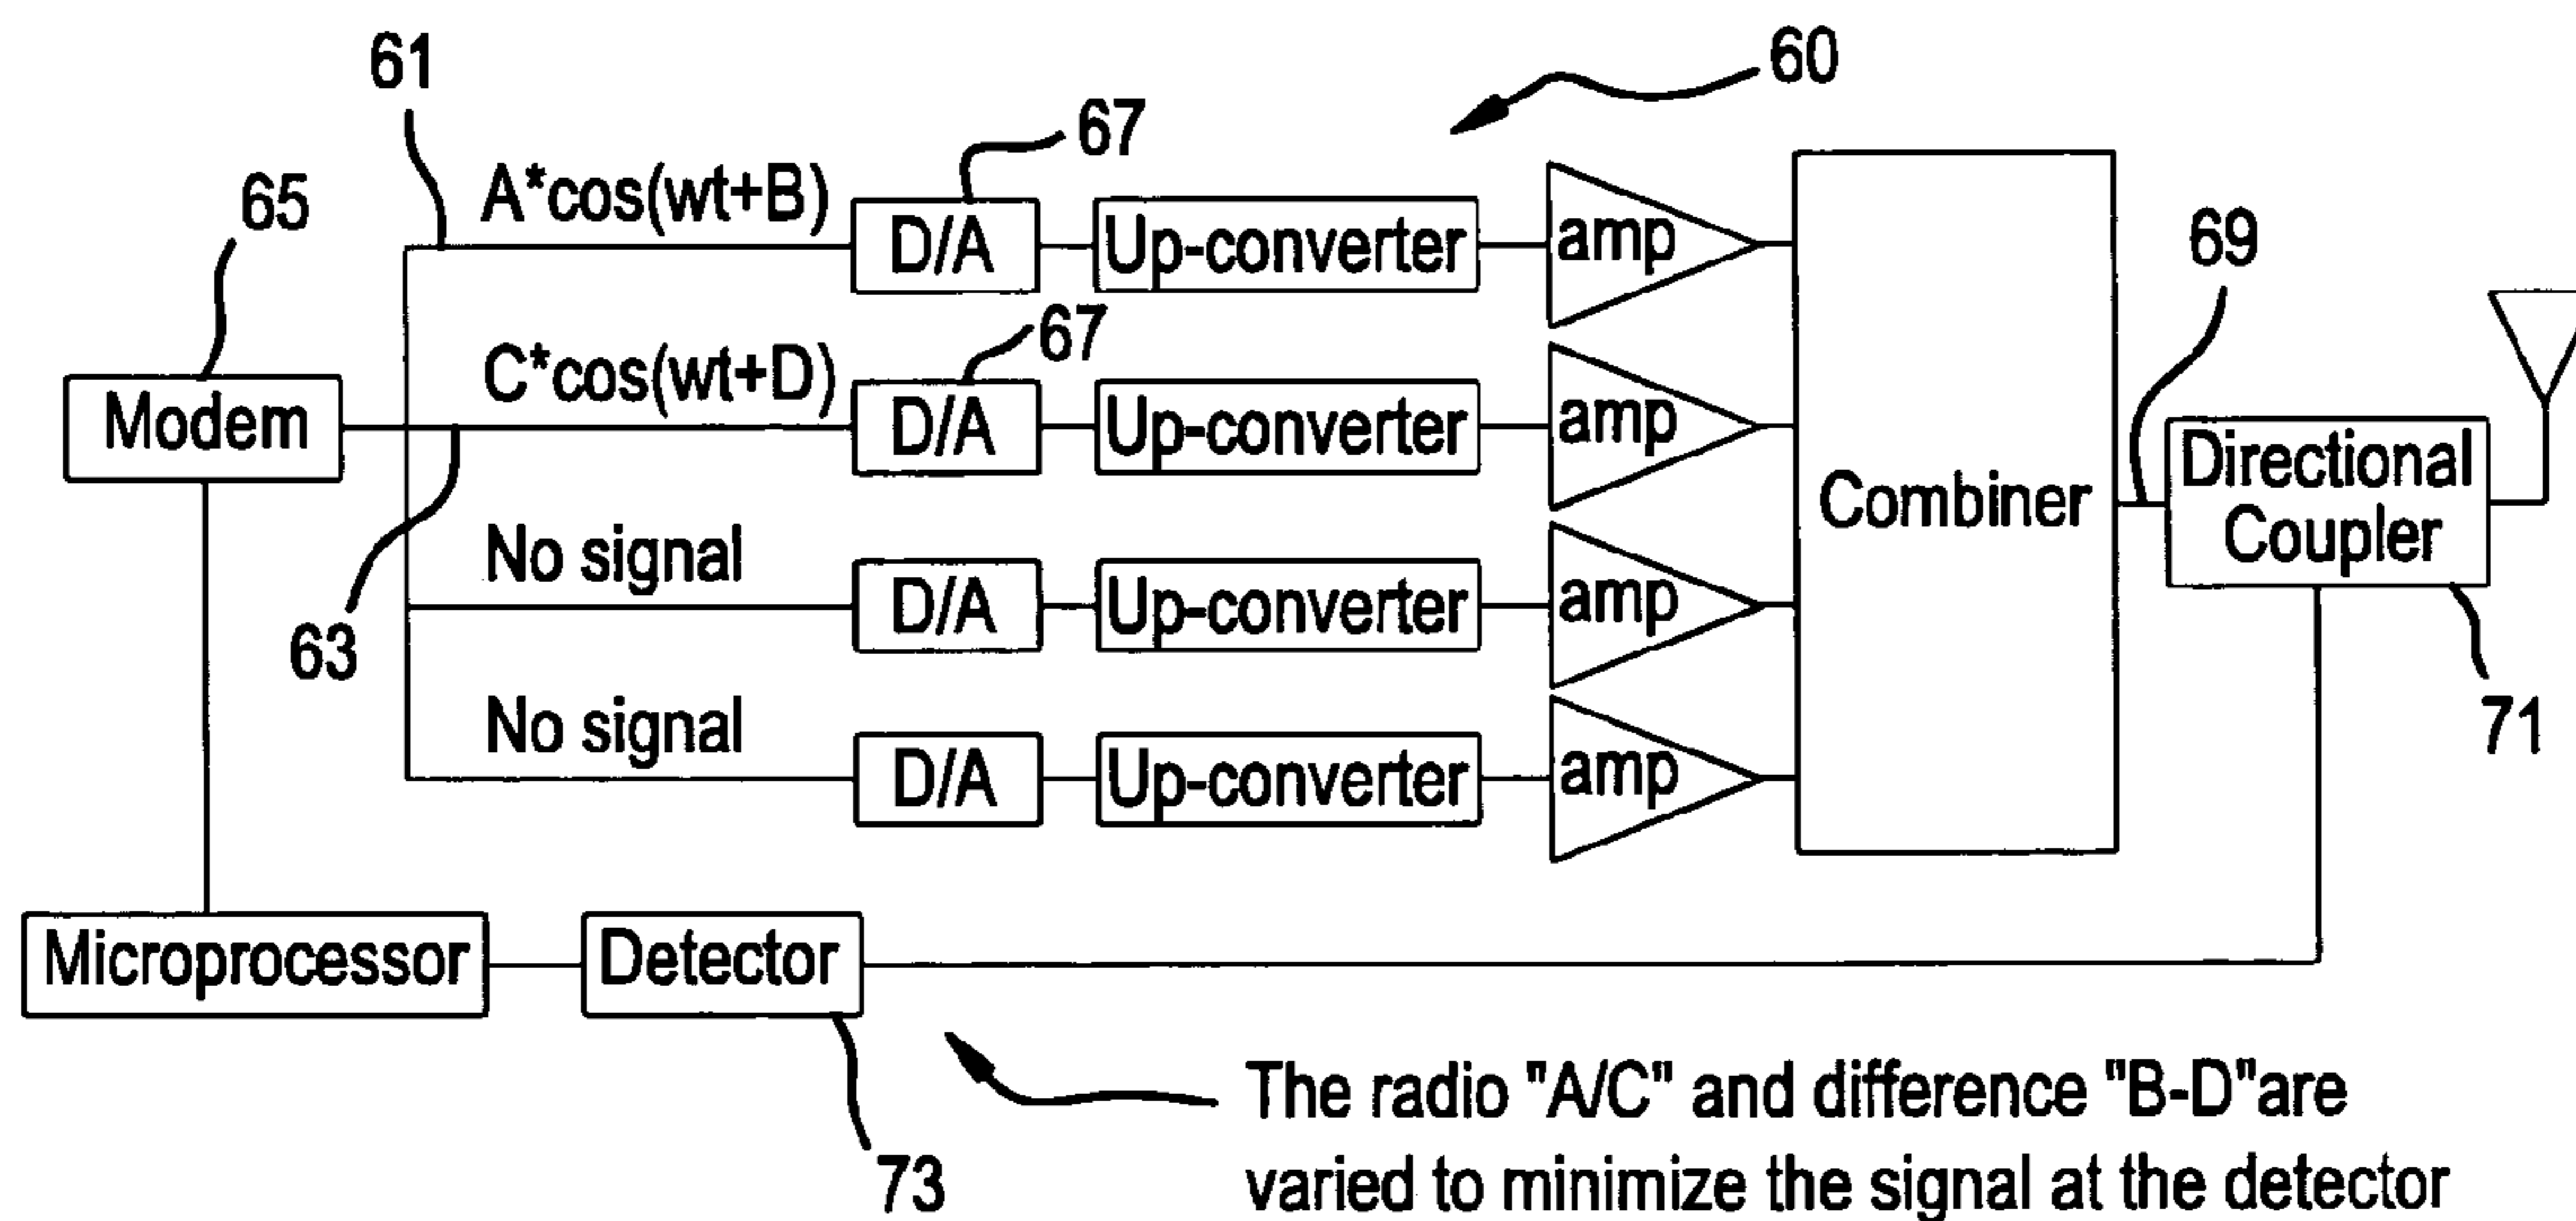 60
61
67
A*cos(wt+B)
65
D/A
Up-converter
amp
69
67
C*cos(wt+D)
Modem
D/A
Up-converter
amp
Combiner
Directional
Coupler
No signal
63
D/A
Up-converter
amp
71
No signal
D/A
Up-converter
amp
Microprocessor
Detector
73
The radio "A/C" and difference "B-D"are
varied to minimize the signal at the detector